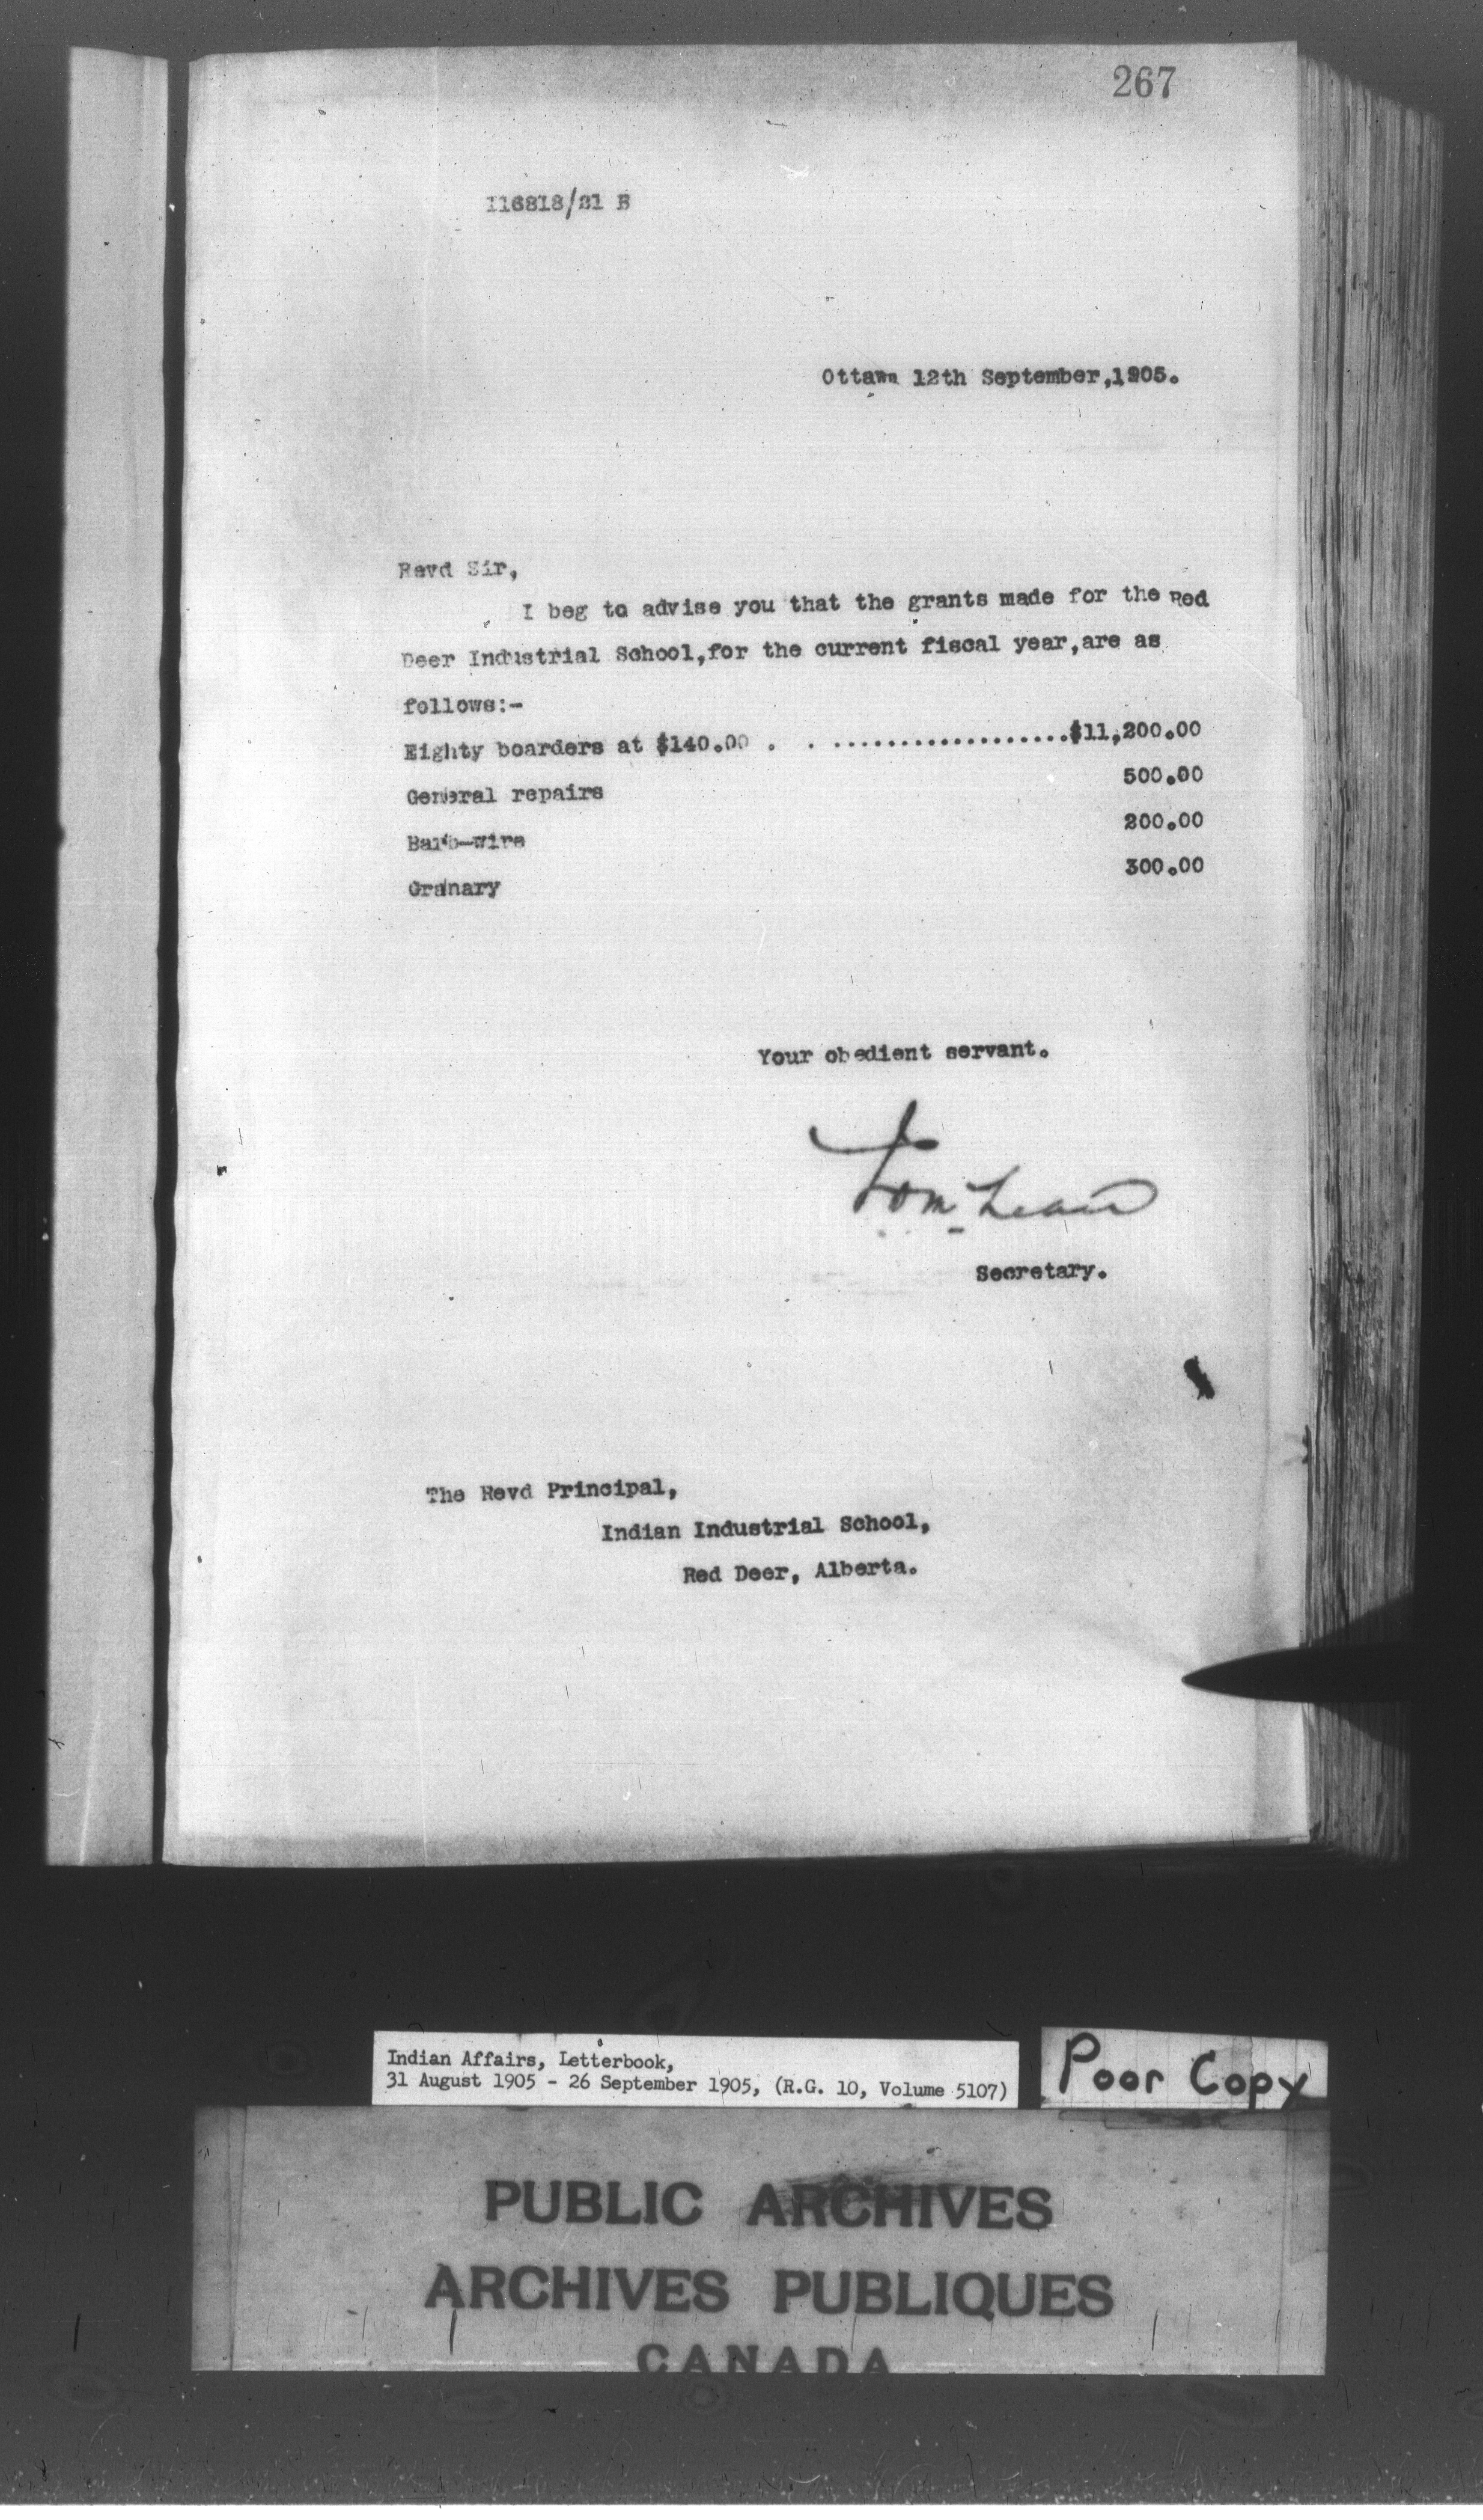 267
116818/21 B
Ottawa 12th September,1905.
Revd Sir,
I beg to advise you that the grants made for the Red
Deer Industrial School,for the current fiscal year,are as
follows:-
Eighty boarders at $140.00 . . ...................$11,200.00
General repairs 500.00
Barb-wire 200.00
Granary 300.00
Your obedient servant.
Secretary.
The Revd Principal,
Indian Industrial School,
Red Deer, Alberta.
Indian Affairs, Letterbook,
31 August 1905 - 26 September 1905, (R.G. 10, Volume 5107)
Poor Copy
PUBLIC ARCHIVES
ARCHIVES PUBLIQUES
CANADA